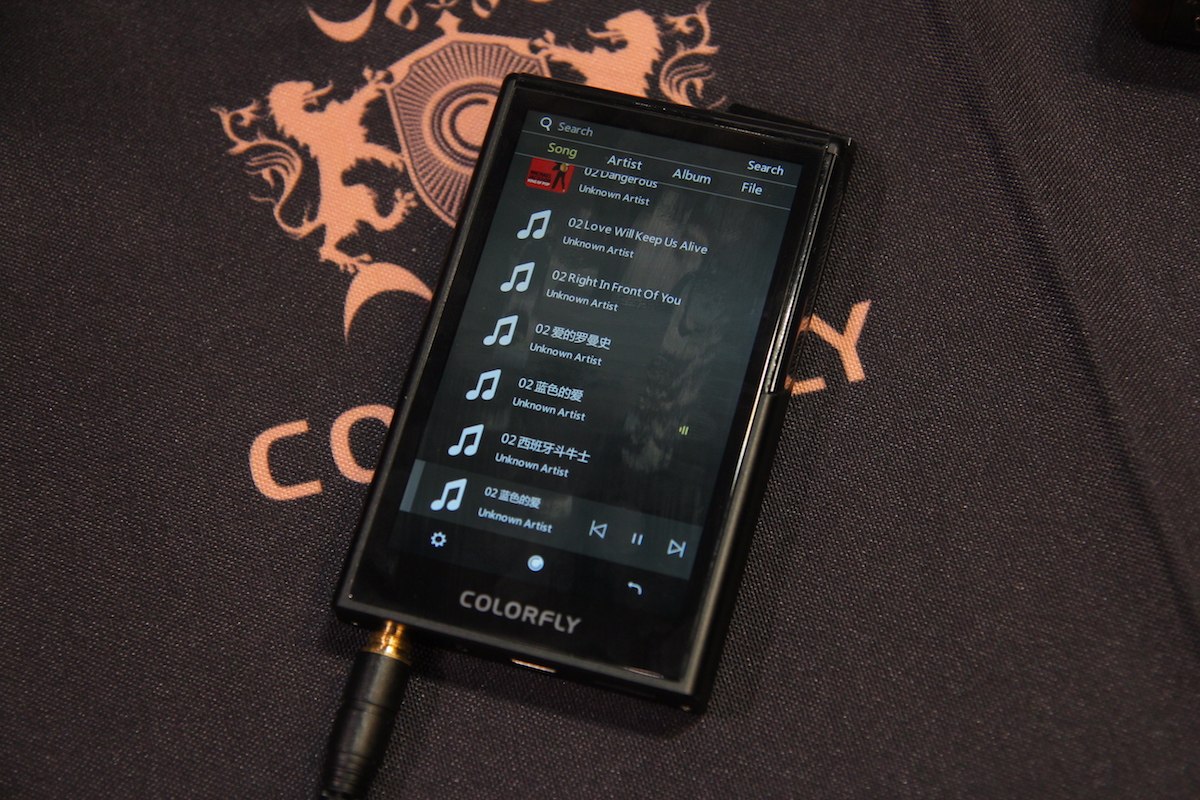 Search
Song Artist Album Search File
02 Dangerous
Unknown Artist
02 Love Will Keep Us Alive
Unknown Artist
02 Right In Front Of You
Unknown Artist
02 爱的罗曼史
Unknown Artist
02 蓝色的爱
Unknown Artist
02 西班牙斗牛士
Unknown Artist
02 蓝色的爱
Unknown Artist
COLORFLY
CO
LY